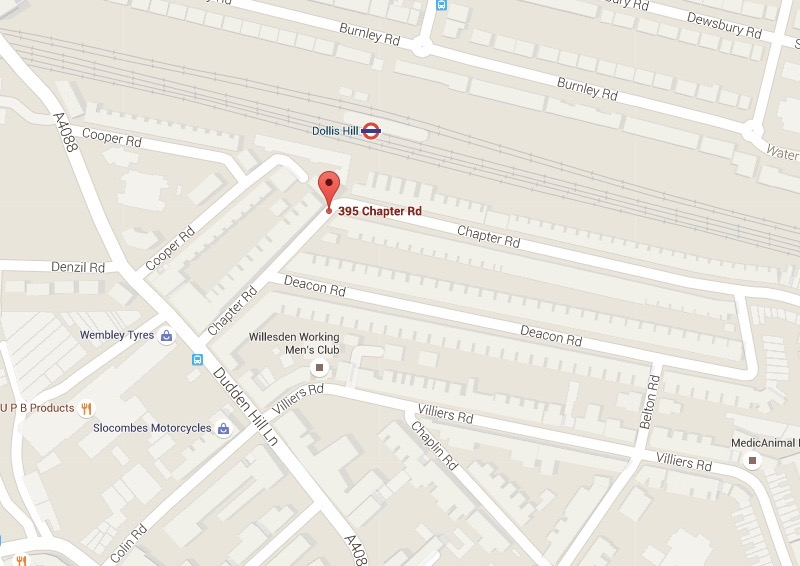 Dewsbury Rd
Burnley Rd
Burnley Rd
A4088
Dollis Hill
Cooper Rd
Water
395 Chapter Rd
Chapter Rd
Cooper Rd
Denzil Rd
Deacon Rd
Chapter Rd
Deacon Rd
Wembley Tyres
Willesden Working
Men's Club
Dudden Hill Ln
Villiers Rd
Belton Rd
U P B Products
Villiers Rd
Slocombes Motorcycles
Chaplin Rd
MedicAnimal
Villiers Rd
Colin Rd
A408